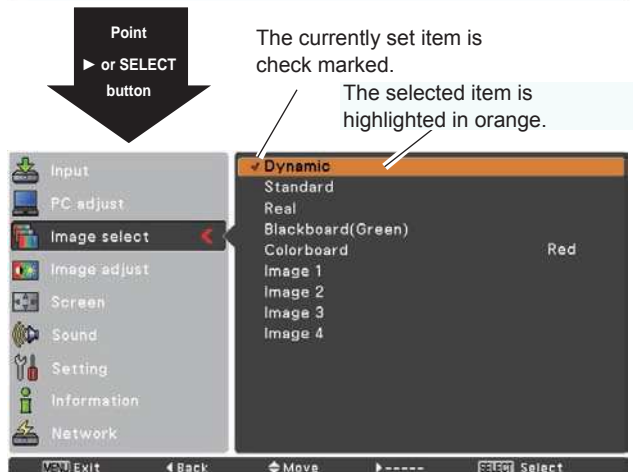 Point
► or SELECT
button
The currently set item is
check marked.
The selected item is
highlighted in orange.
Input
PC adjust
Image select
Image adjust
Screen
Sound
Setting
Information
Network
✔Dynamic
Standard
Real
Blackboard(Green)
Colorboard Red
Image 1
Image 2
Image 3
Image 4
MENU Exit ◀Back ◆Move ▶----- SELECT Select